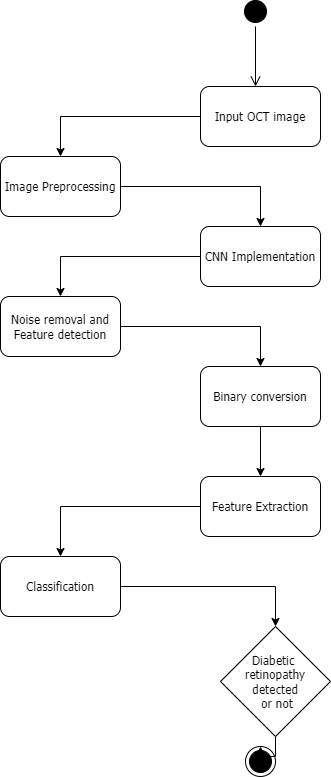 Input OCT image
Image Preprocessing
CNN Implementation
Noise removal and
Feature detection
Binary conversion
Feature Extraction
Classification
Diabetic
retinopathy
detected
or not